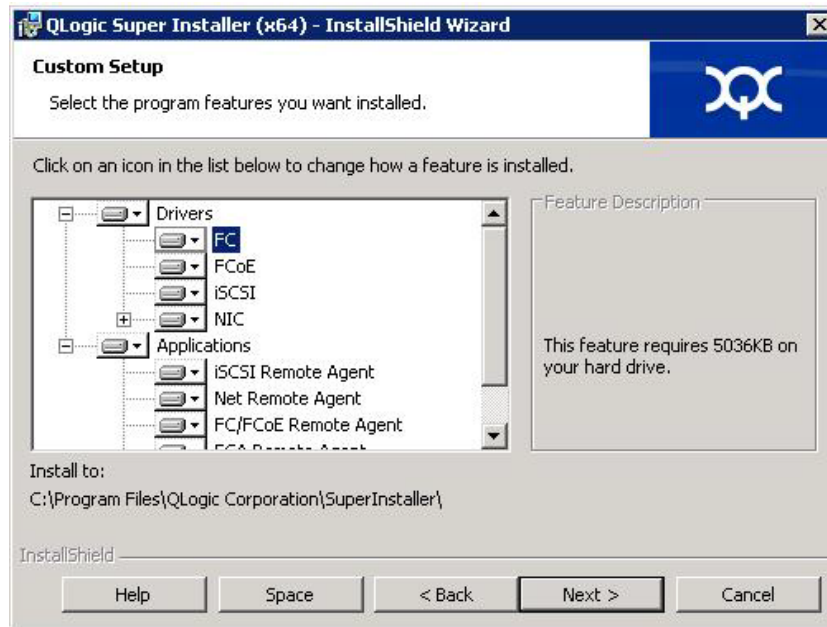 QLogic Super Installer (x64) - InstallShield Wizard
Custom Setup
Select the program features you want installed.
Click on an icon in the list below to change how a feature is installed.
Drivers
FC
FCoE
iSCSI
NIC
Applications
iSCSI Remote Agent
Net Remote Agent
FC/FCoE Remote Agent
Feature Description
This feature requires 5036KB on
your hard drive.
Install to:
C:\Program Files\QLogic Corporation\SuperInstaller\
InstallShield
Help
Space
< Back
Next >
Cancel